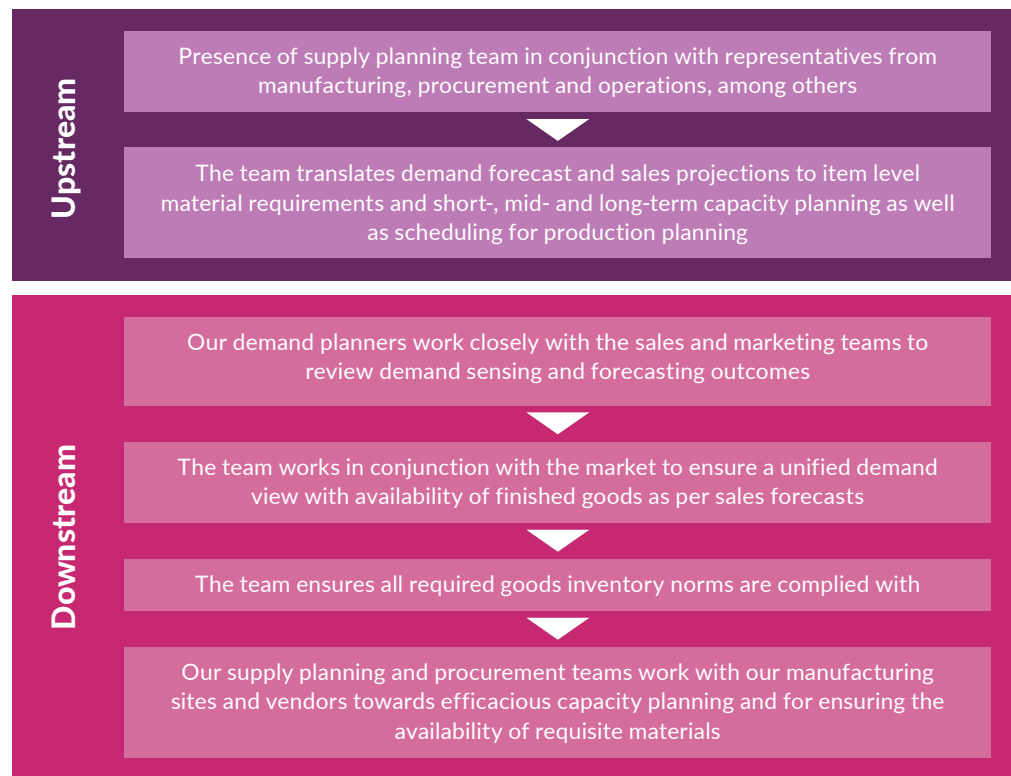 Upstream
Presence of supply planning team in conjunction with representatives from
manufacturing, procurement and operations, among others
The team translates demand forecast and sales projections to item level
material requirements and short-, mid- and long-term capacity planning as well
as scheduling for production planning
Downstream
Our demand planners work closely with the sales and marketing teams to
review demand sensing and forecasting outcomes
The team works in conjunction with the market to ensure a unified demand
view with availability of finished goods as per sales forecasts
The team ensures all required goods inventory norms are complied with
Our supply planning and procurement teams work with our manufacturing
sites and vendors towards efficacious capacity planning and for ensuring the
availability of requisite materials